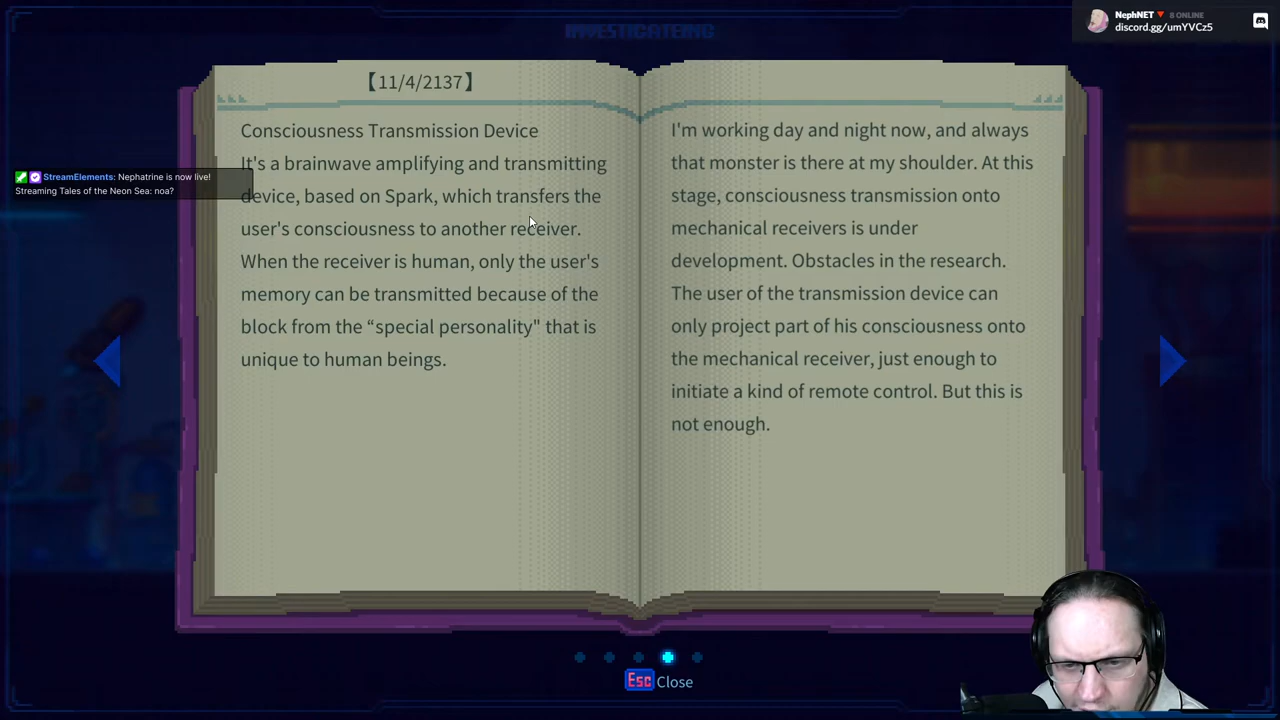 INVESTIGATEING
NephNET 8 ONLINE
discord.gg/umYVCz5
【11/4/2137】
Consciousness Transmission Device
It's a brainwave amplifying and transmitting
device, based on Spark, which transfers the
user's consciousness to another receiver.
When the receiver is human, only the user's
memory can be transmitted because of the
block from the “special personality" that is
unique to human beings.
StreamElements: Nephatrine is now live!
Streaming Tales of the Neon Sea: noa?
I'm working day and night now, and always
that monster is there at my shoulder. At this
stage, consciousness transmission onto
mechanical receivers is under
development. Obstacles in the research.
The user of the transmission device can
only project part of his consciousness onto
the mechanical receiver, just enough to
initiate a kind of remote control. But this is
not enough.
Esc Close